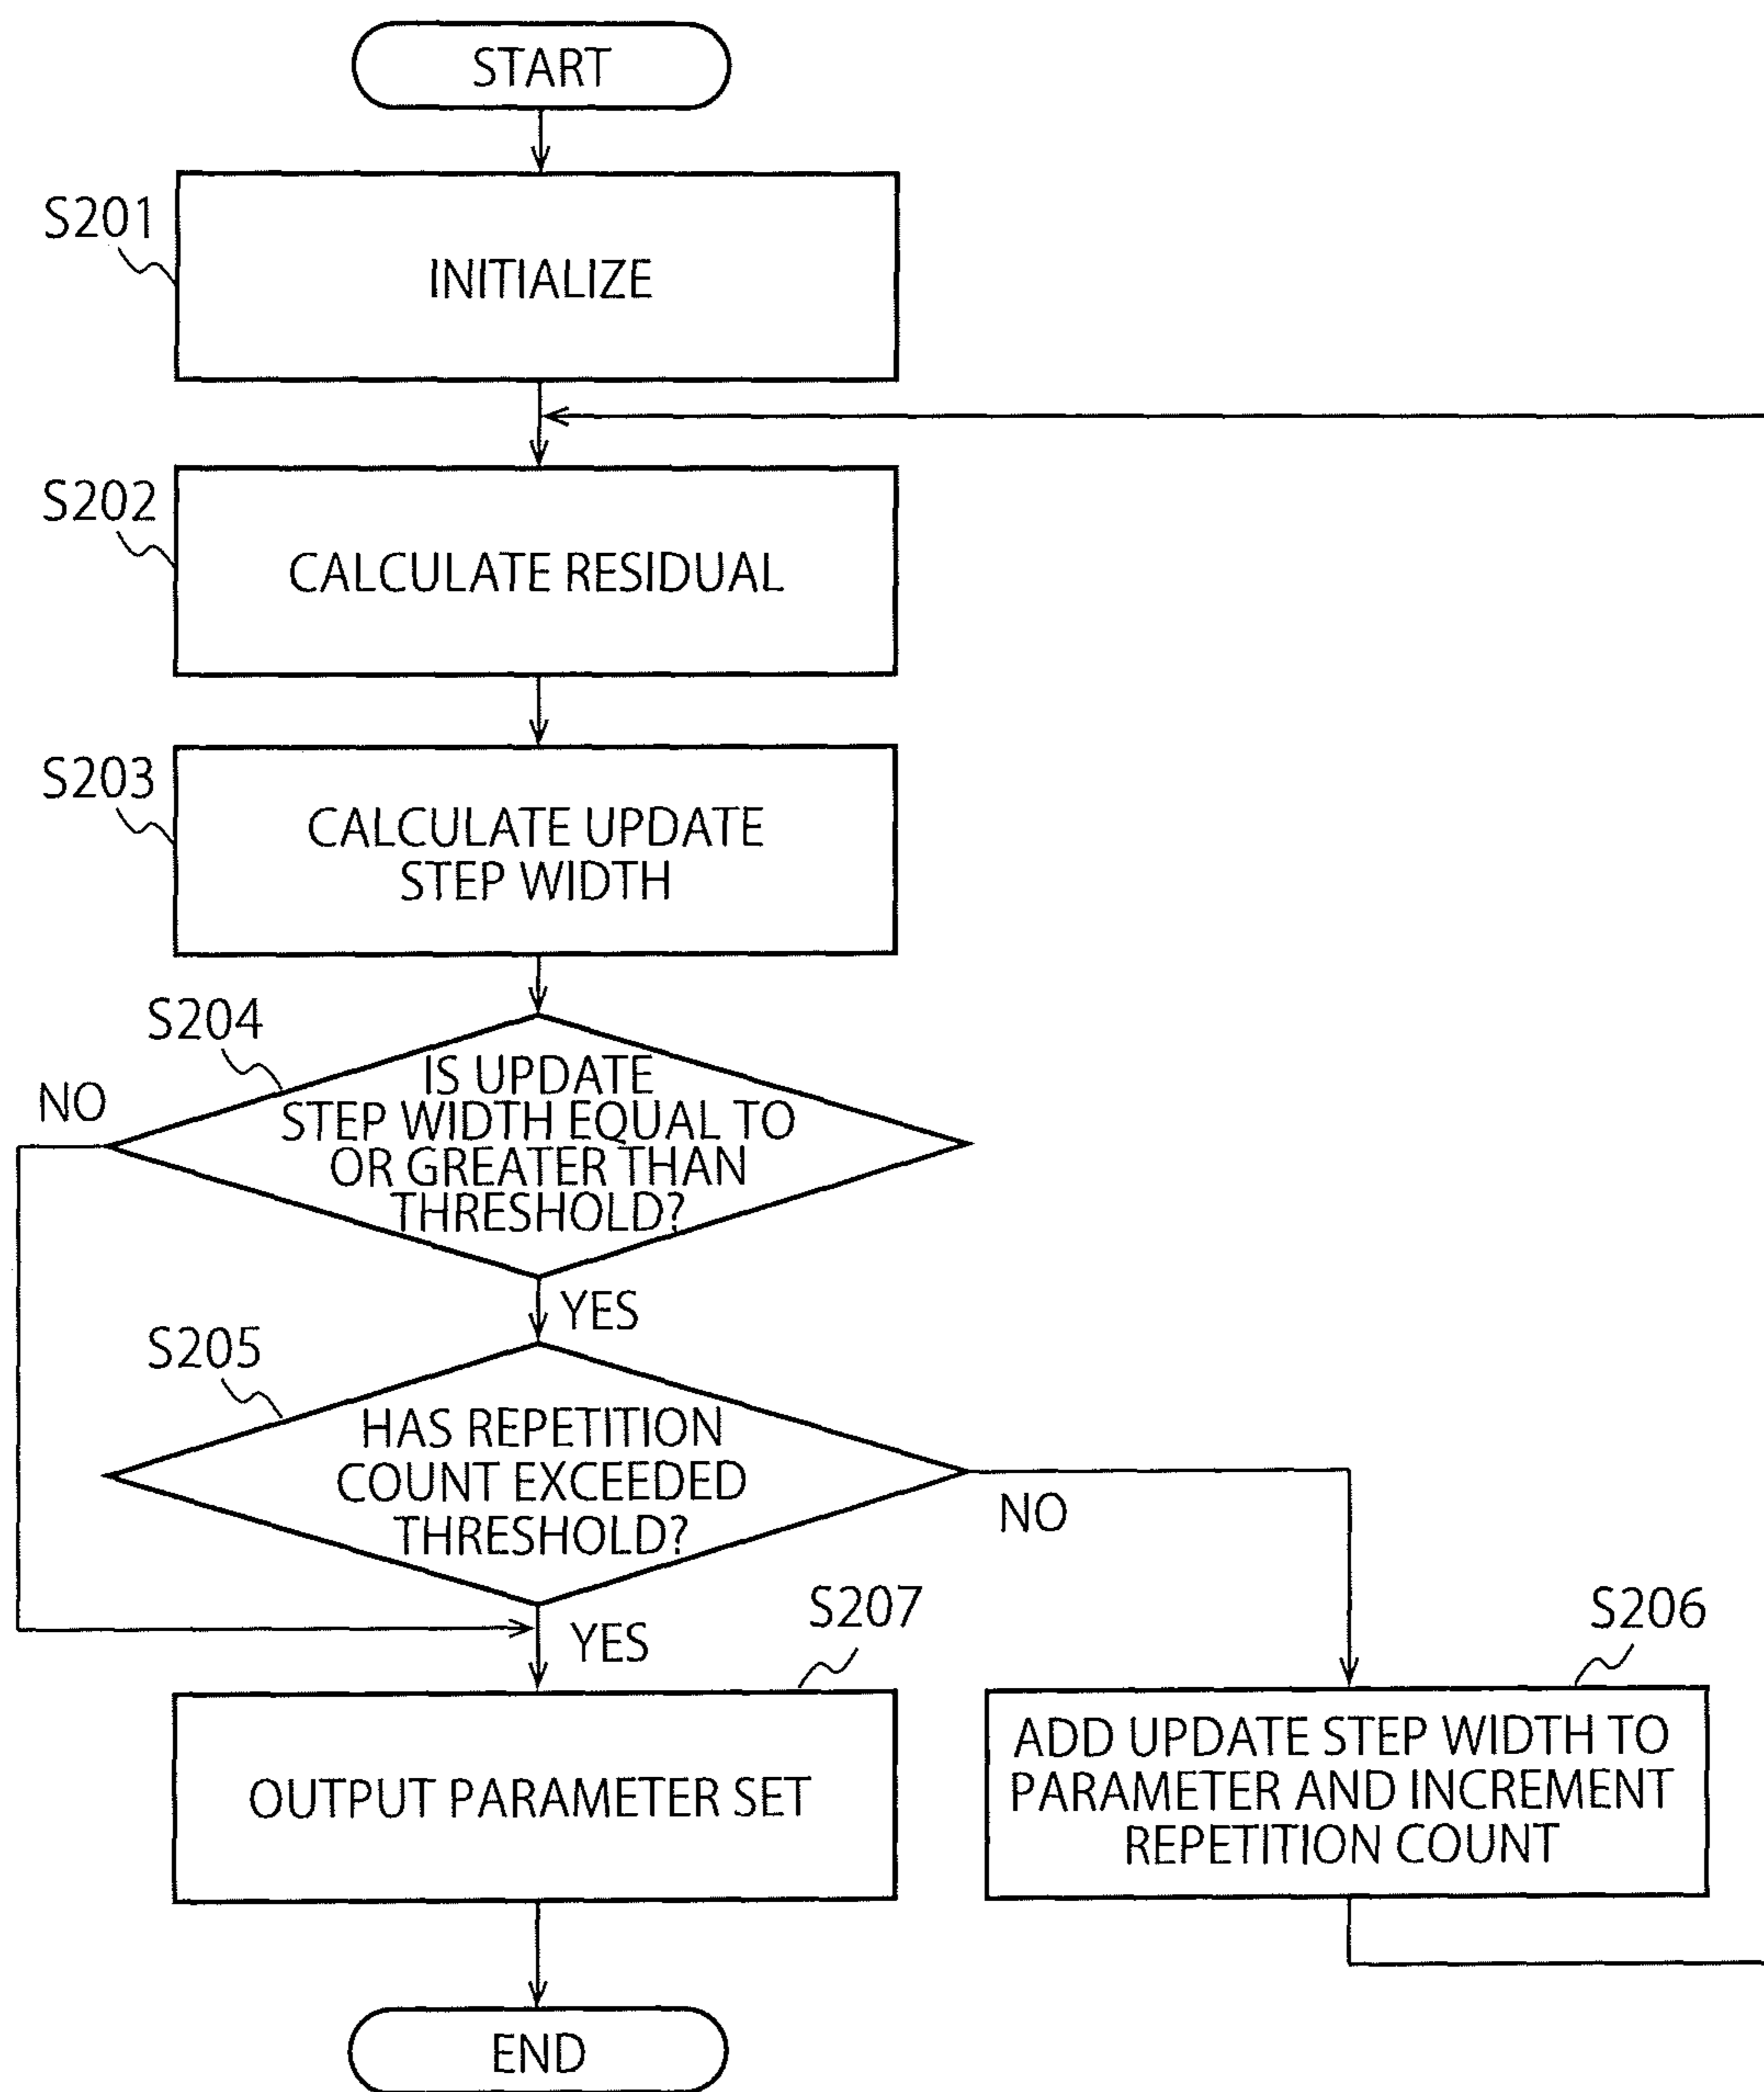 START
S201
INITIALIZE
S202
CALCULATE RESIDUAL
S203
CALCULATE UPDATE
STEP WIDTH
S204
NO
IS UPDATE
STEP WIDTH EQUAL TO
OR GREATER THAN
THRESHOLD?
YES
S205
HAS REPETITION
COUNT EXCEEDED
THRESHOLD?
NO
YES
S207
S206
OUTPUT PARAMETER SET
ADD UPDATE STEP WIDTH TO
PARAMETER AND INCREMENT
REPETITION COUNT
END